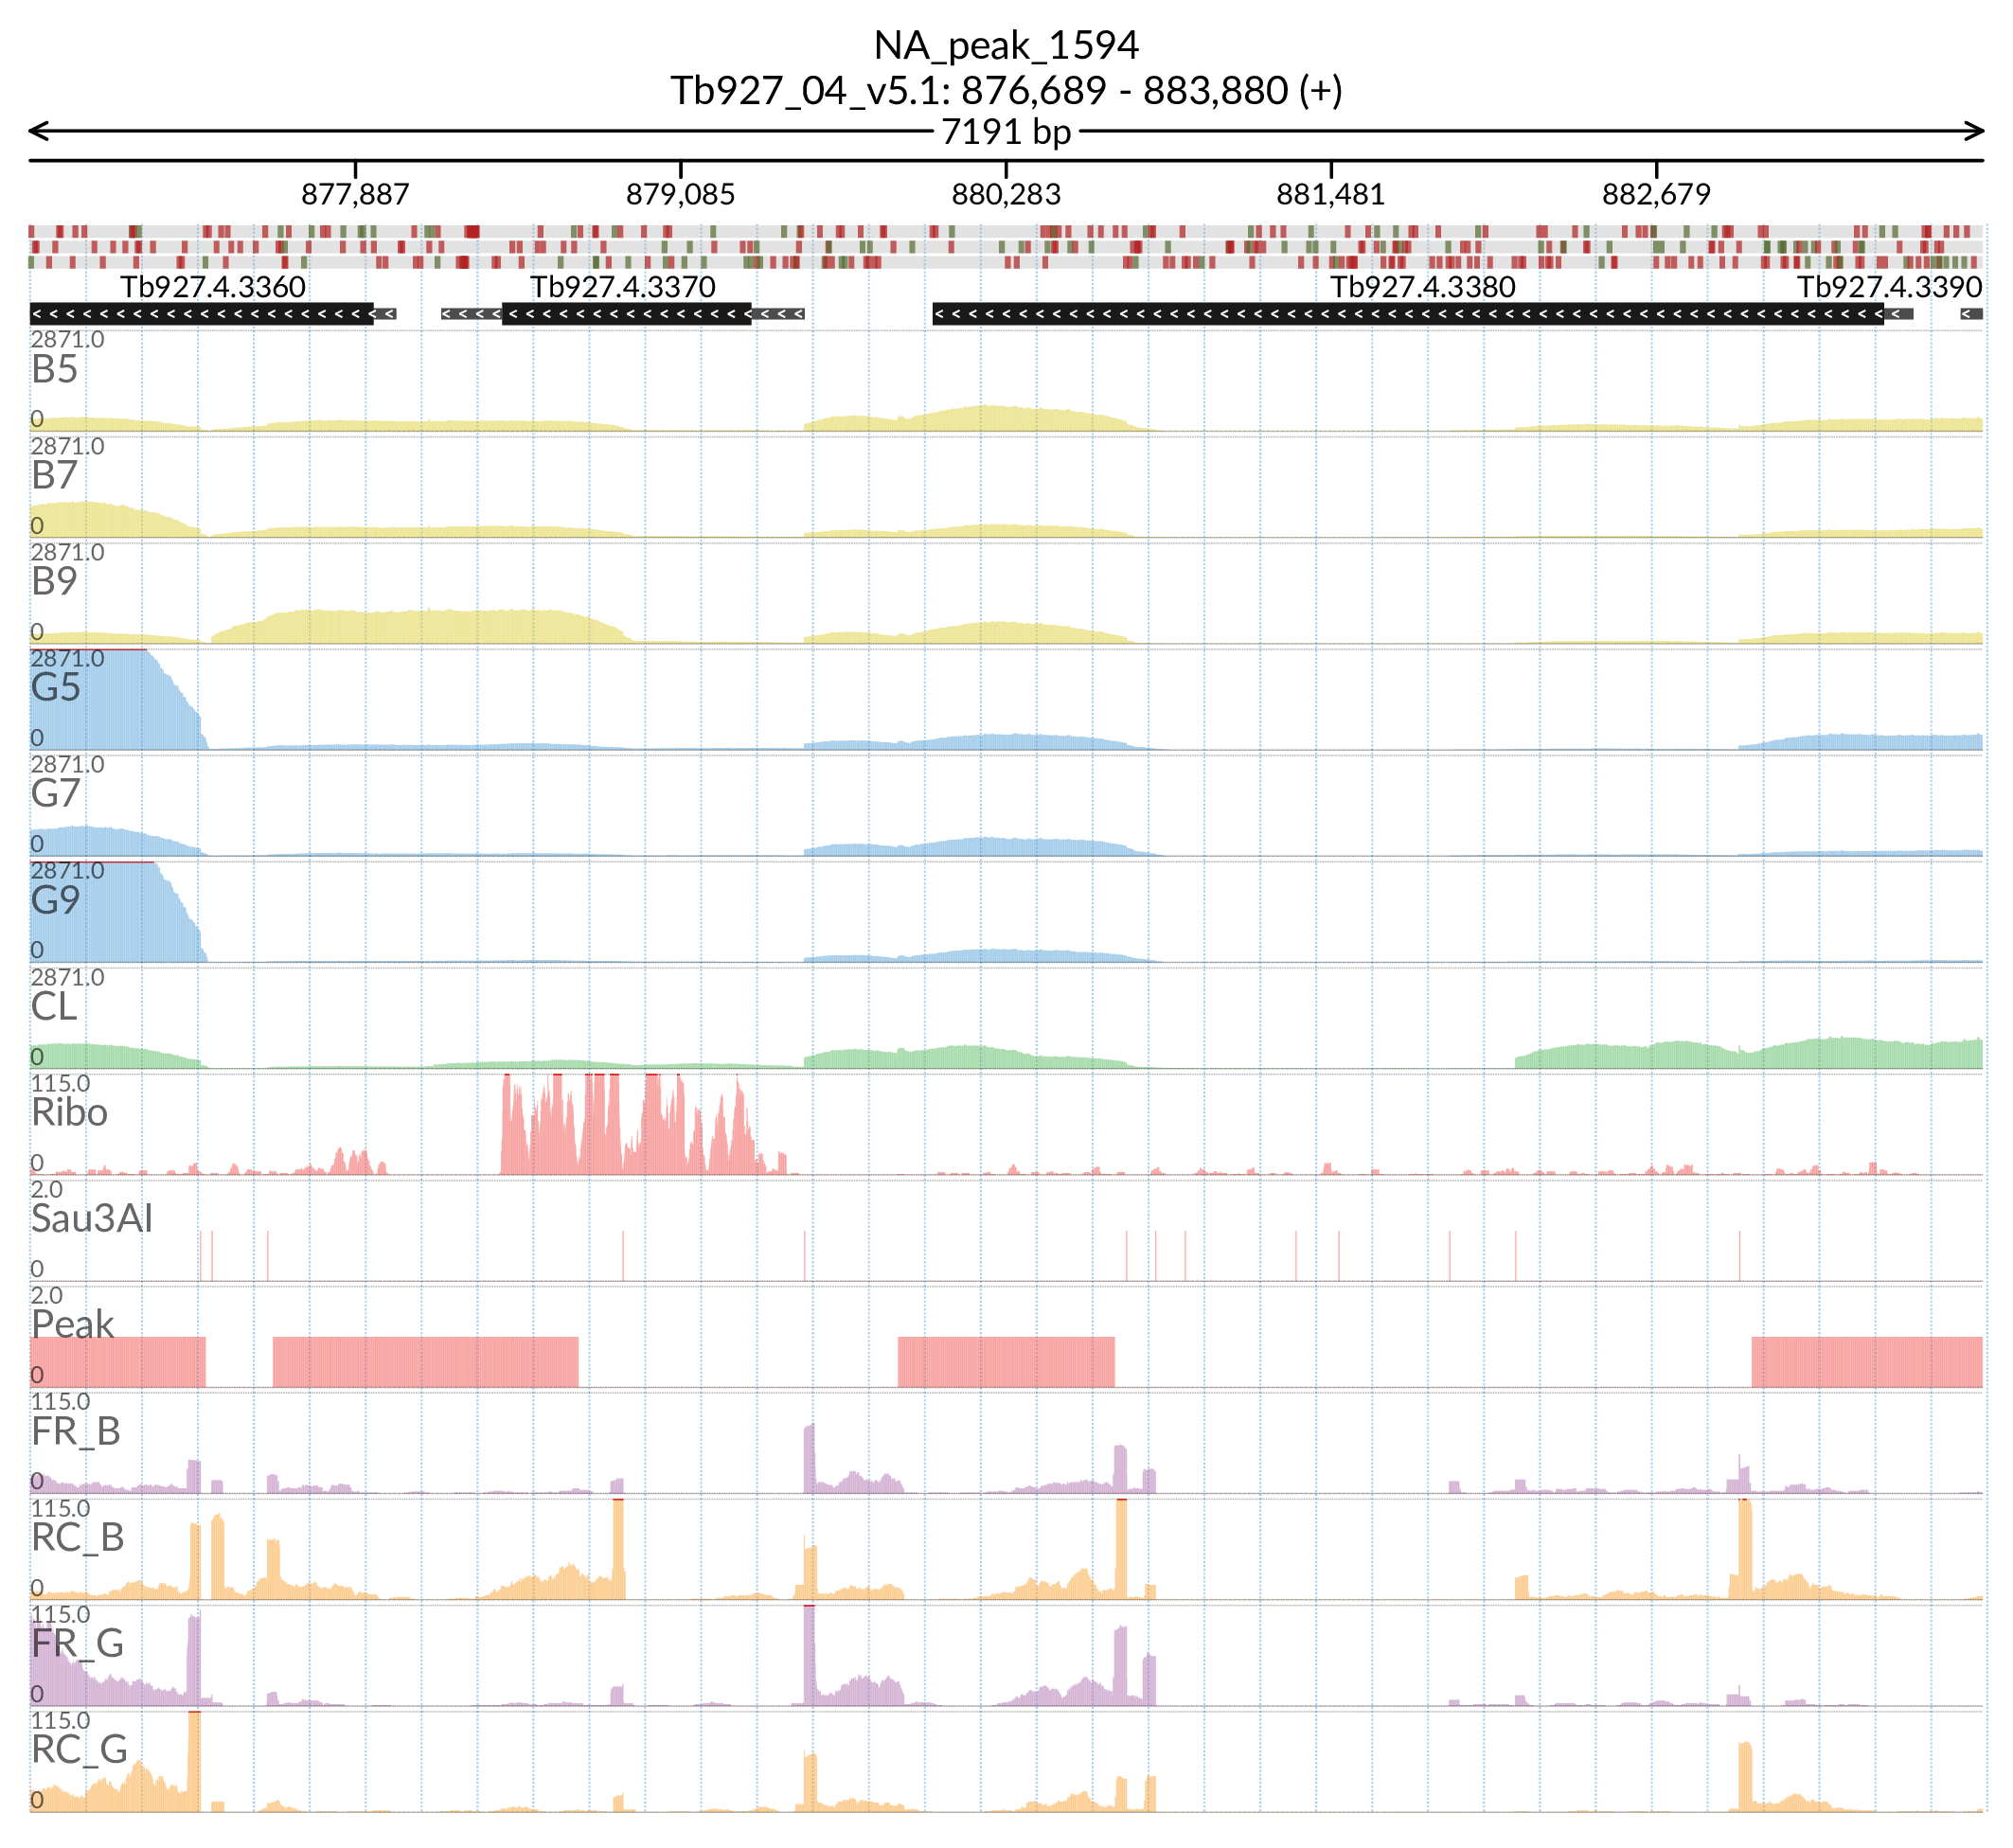 NA_peak_1594
Tb927_04_v5.1: 876,689 - 883,880 (+)
7191 bp
877,887 879,085 880,283 881,481 882,679
Tb927.4.3360 Tb927.4.3370 Tb927.4.3380 Tb927.4.3390
2871.0
B5
0
2871.0
B7
0
2871.0
B9
0
2871.0
G5
0
2871.0
G7
0
2871.0
G9
0
2871.0
CL
0
115.0
Ribo
0
2.0
Sau3AI
0
2.0
Peak
0
115.0
FR_B
0
115.0
RC_B
0
115.0
FR_G
0
115.0
RC_G
0